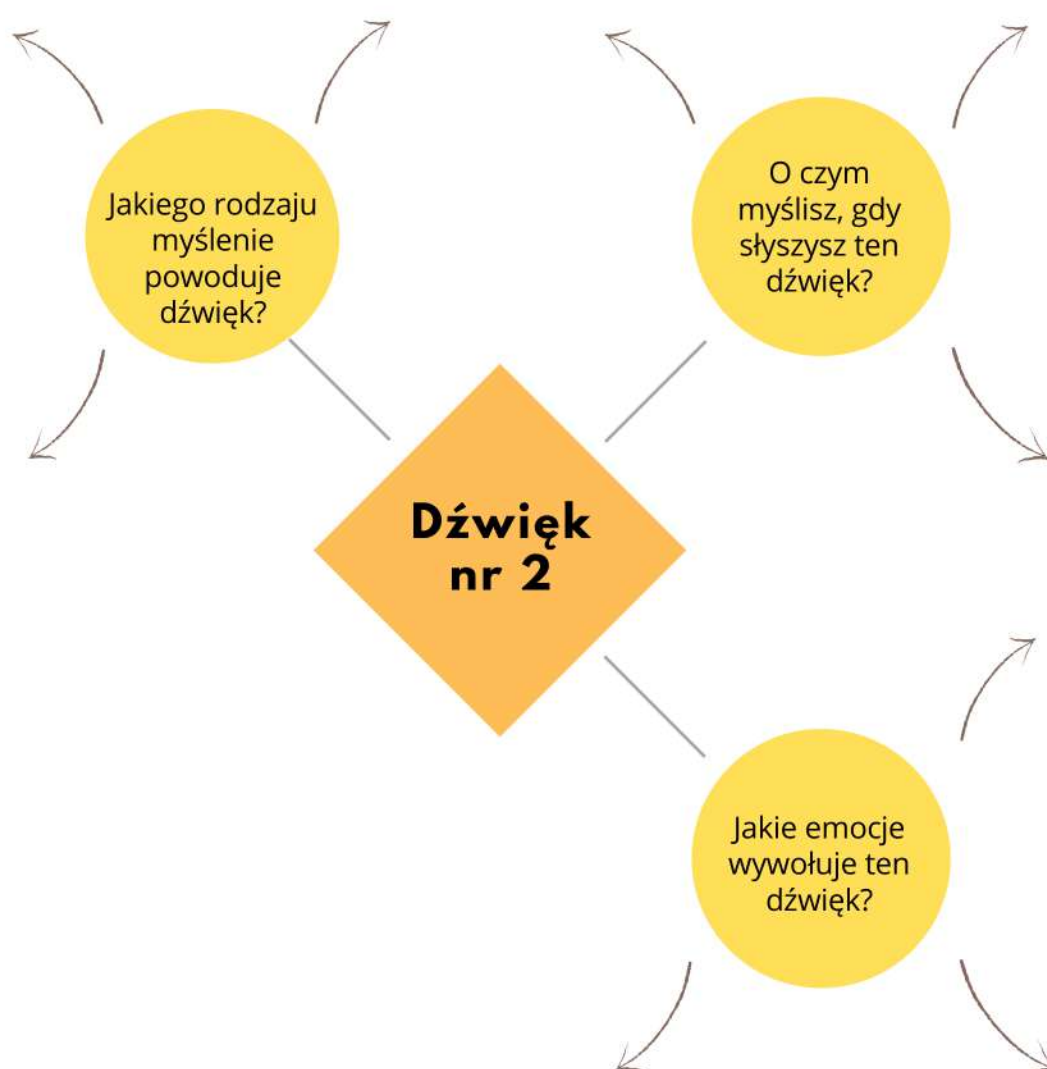 Jakiego rodzaju
myślenie
powoduje
dźwięk?
O czym
myślisz, gdy
słyszysz ten
dźwięk?
Dźwięk
nr 2
Jakie emocje
wywołuje ten
dźwięk?